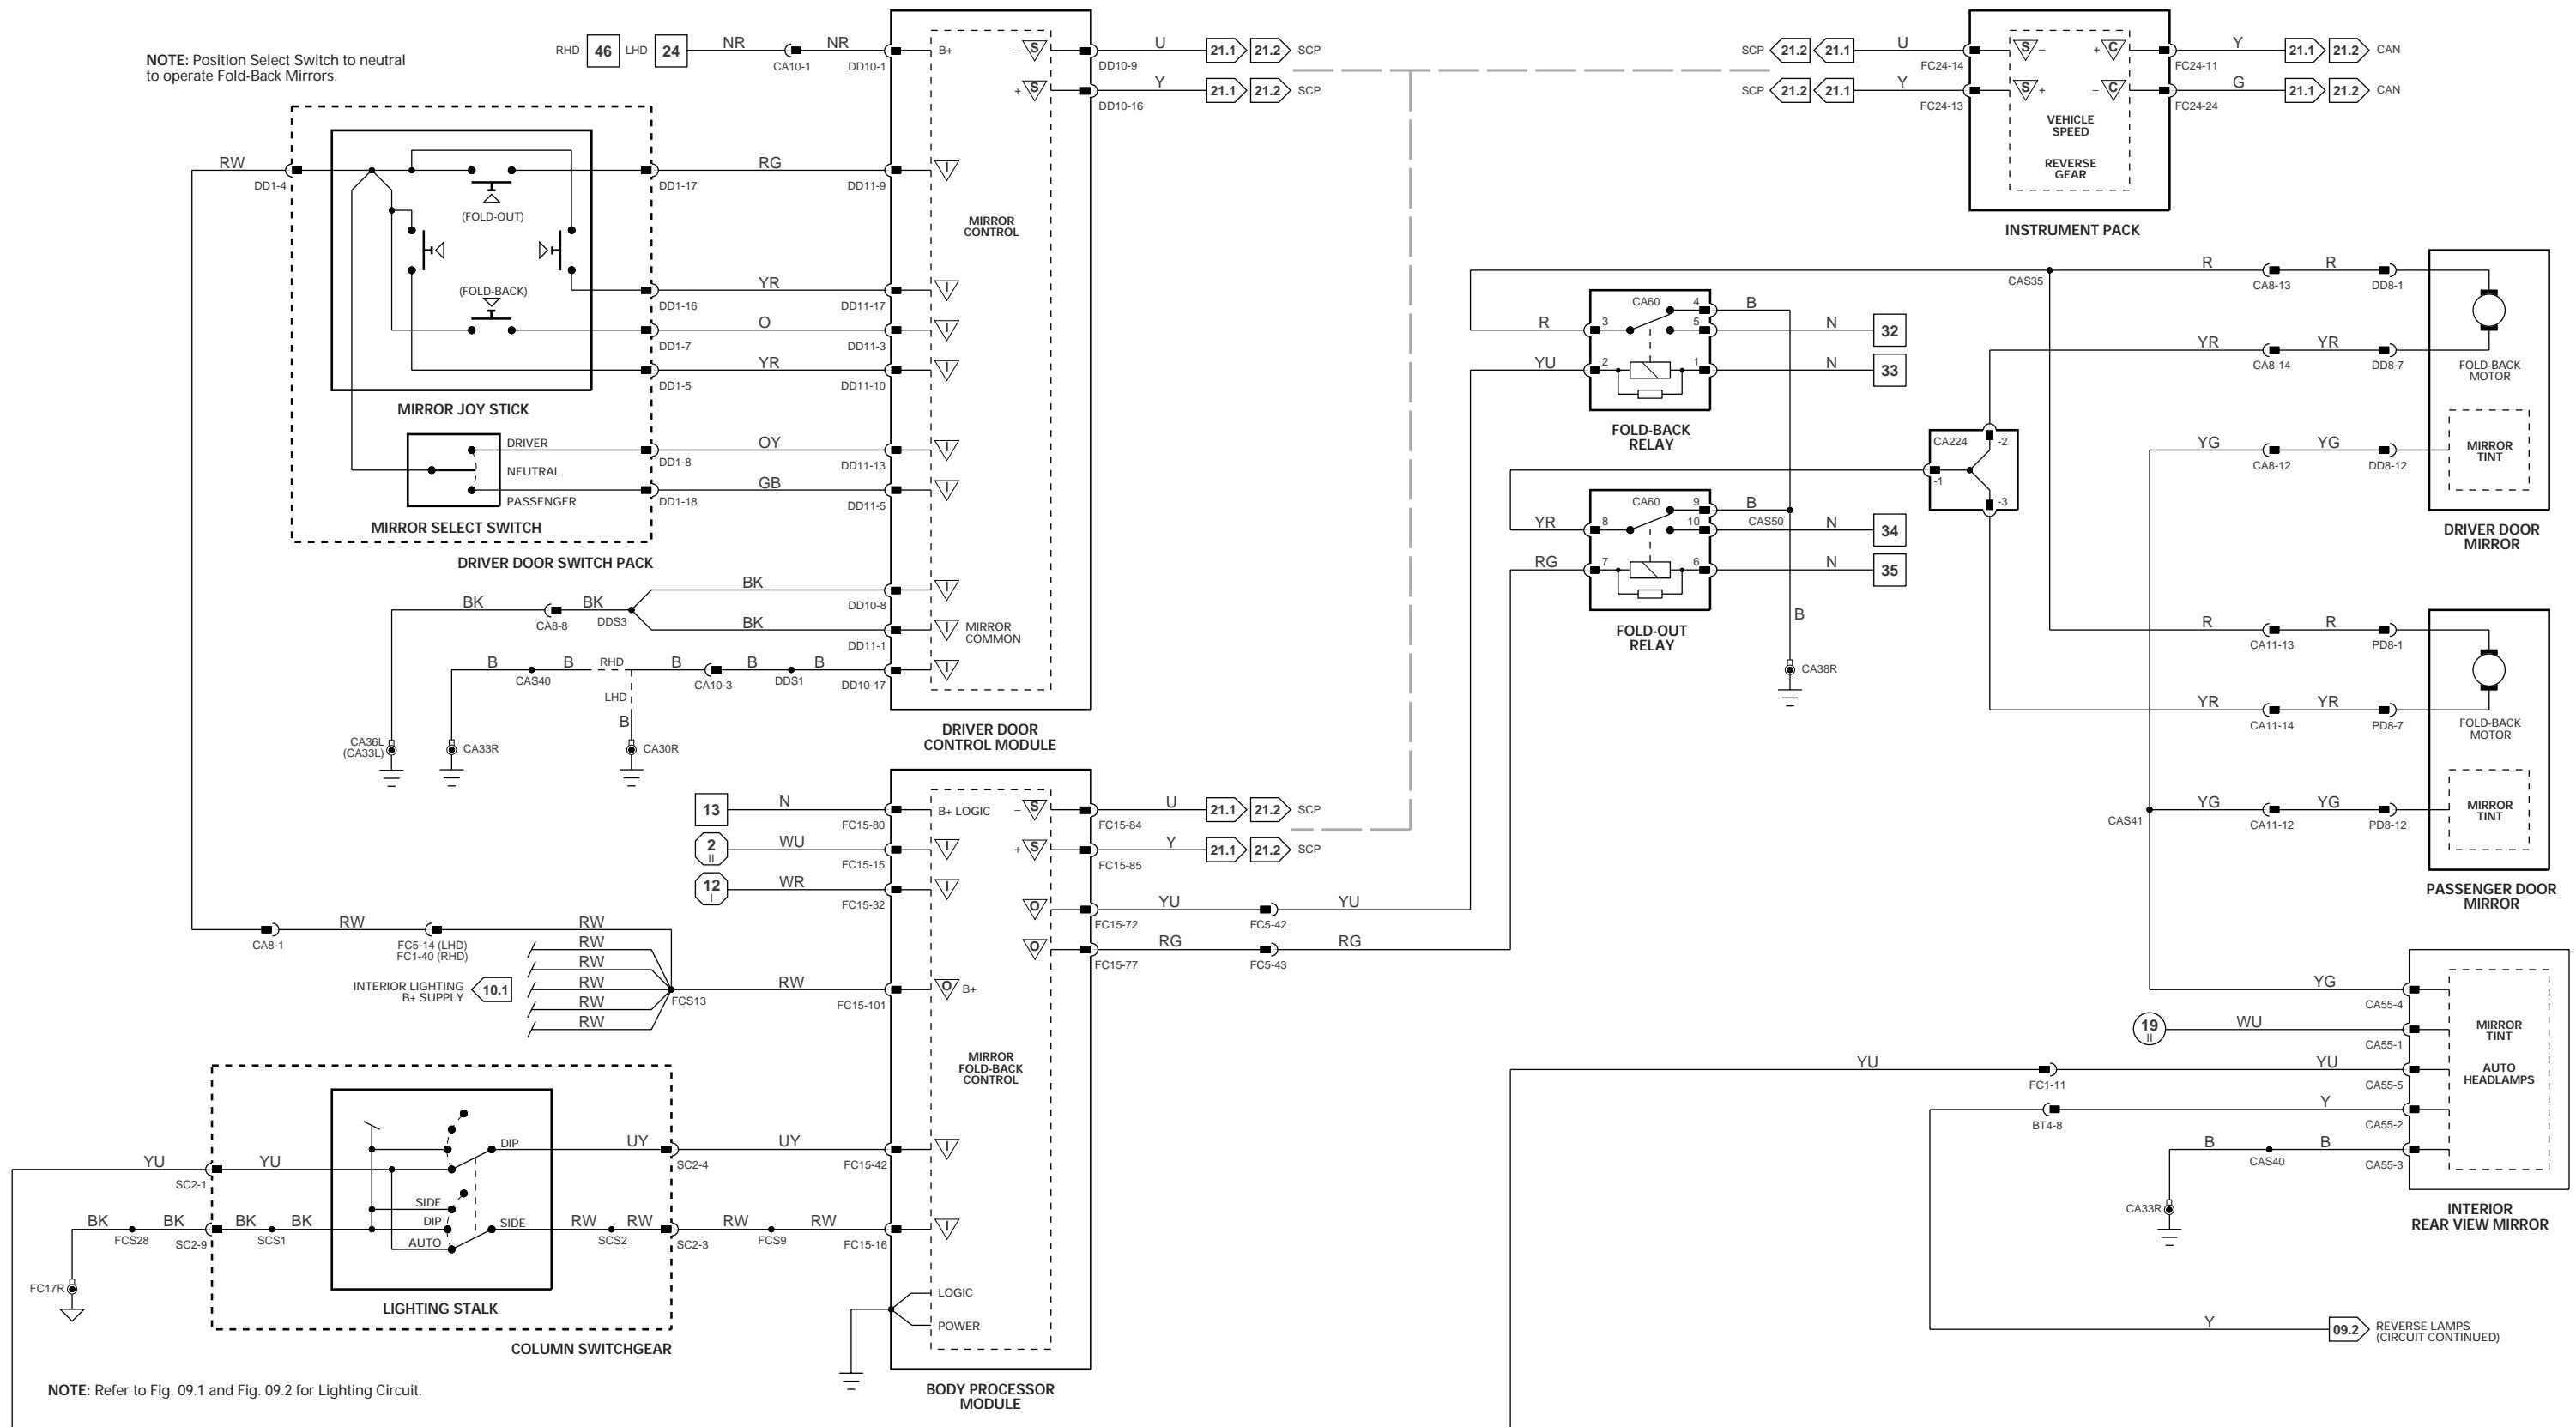 NOTE: Position Select Switch to neutral
to operate Fold-Back Mirrors.
RHD 46 LHD 24 NR CA10-1 NR DD10-1
B+
MIRROR
CONTROL
– S DD10-9 U 21.1 21.2 SCP
+ S DD10-16 Y 21.1 21.2 SCP
SCP 21.2 21.1 U FC24-14 S –
SCP 21.2 21.1 Y FC24-13 S +
+ C FC24-11 Y 21.1 21.2 CAN
– C FC24-24 G 21.1 21.2 CAN
VEHICLE
SPEED
REVERSE
GEAR
INSTRUMENT PACK
RW DD1-4
(FOLD-OUT)
(FOLD-BACK)
MIRROR JOY STICK
DD1-17 RG DD11-9 I
DD1-16 YR DD11-17 I
DD1-7 O DD11-3 I
DD1-5 YR DD11-10 I
DRIVER
NEUTRAL
PASSENGER
DD1-8 OY DD11-13 I
DD1-18 GB DD11-5 I
MIRROR SELECT SWITCH
DRIVER DOOR SWITCH PACK
BK CA8-8 BK DDS3
BK DD10-8 I
BK DD11-1 I
MIRROR
COMMON
B CAS40 B RHD B CA10-3 B DDS1 B DD10-17 I
LHD
B
CA36L
(CA33L)
CA33R
CA30R
DRIVER DOOR
CONTROL MODULE
R 3 CA60 4 B
5 N 32
YU 2 1 N 33
FOLD-BACK
RELAY
YR 8 CA60 9 B CAS50
10 N 34
RG 7 6 N 35
FOLD-OUT
RELAY
B
CA38R
CAS35
CA224 -2
-1
-3
R CA8-13 R DD8-1
YR CA8-14 YR DD8-7
FOLD-BACK
MOTOR
YG CA8-12 YG DD8-12
MIRROR
TINT
DRIVER DOOR
MIRROR
R CA11-13 R PD8-1
YR CA11-14 YR PD8-7
FOLD-BACK
MOTOR
CAS41 YG CA11-12 YG PD8-12
MIRROR
TINT
PASSENGER DOOR
MIRROR
13 N FC15-80 B+ LOGIC
2 II WU FC15-15 I
12 I WR FC15-32 I
– S FC15-84 U 21.1 21.2 SCP
+ S FC15-85 Y 21.1 21.2 SCP
O FC15-72 YU FC5-42 YU
O FC15-77 RG FC5-43 RG
CA8-1 RW FC5-14 (LHD)
FC1-40 (RHD)
RW
RW
RW
RW
RW
RW
INTERIOR LIGHTING
B+ SUPPLY
10.1
FCS13 RW FC15-101 O B+
MIRROR
FOLD-BACK
CONTROL
YU SC2-1 YU
DIP
UY SC2-4 UY FC15-42 I
SIDE
DIP
AUTO
SIDE
BK FCS28 BK SC2-9 BK SCS1 BK
RW SCS2 RW SC2-3 RW FCS9 RW FC15-16 I
FC17R
LIGHTING STALK
COLUMN SWITCHGEAR
LOGIC
POWER
BODY PROCESSOR
MODULE
YG CA55-4
19 II WU CA55-1
YU FC1-11 YU CA55-5
BT4-8 Y CA55-2
B CAS40 B CA55-3
CA33R
MIRROR
TINT
AUTO
HEADLAMPS
INTERIOR
REAR VIEW MIRROR
Y 09.2 REVERSE LAMPS
(CIRCUIT CONTINUED)
NOTE: Refer to Fig. 09.1 and Fig. 09.2 for Lighting Circuit.